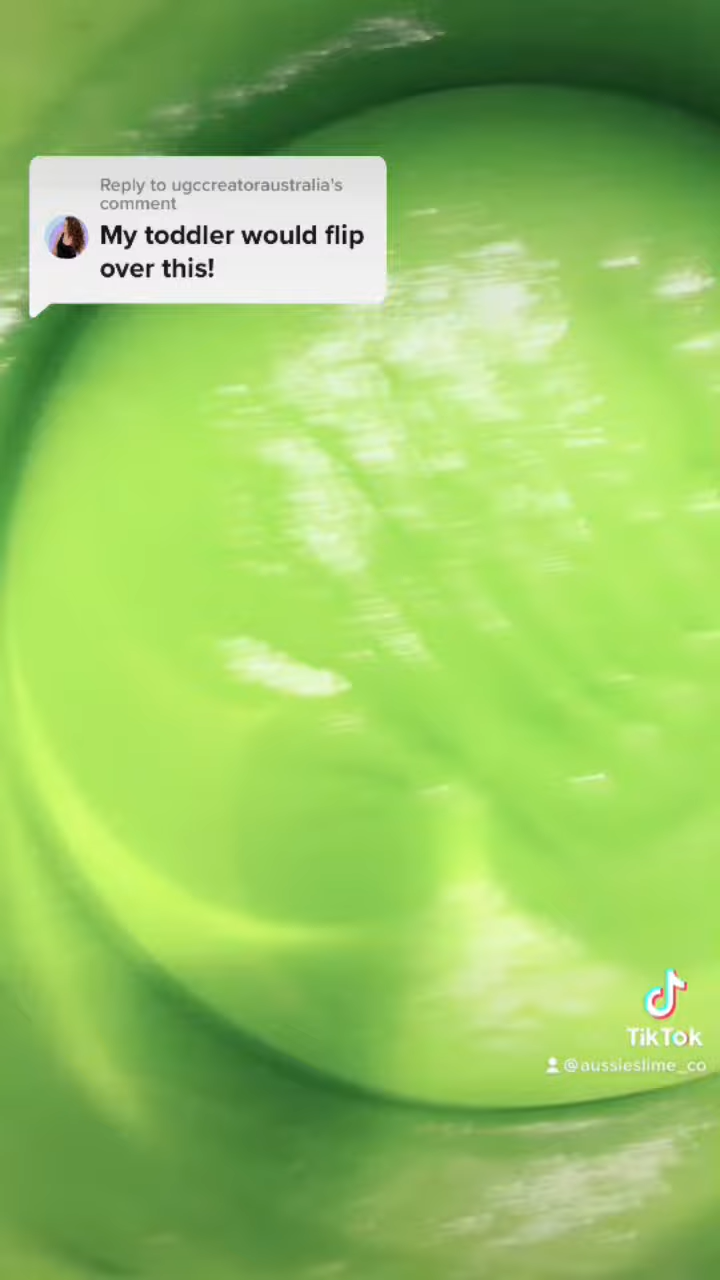 Reply to ugccreatoraustralia's
comment
My toddler would flip
over this!
TikTok
@aussieslime_co